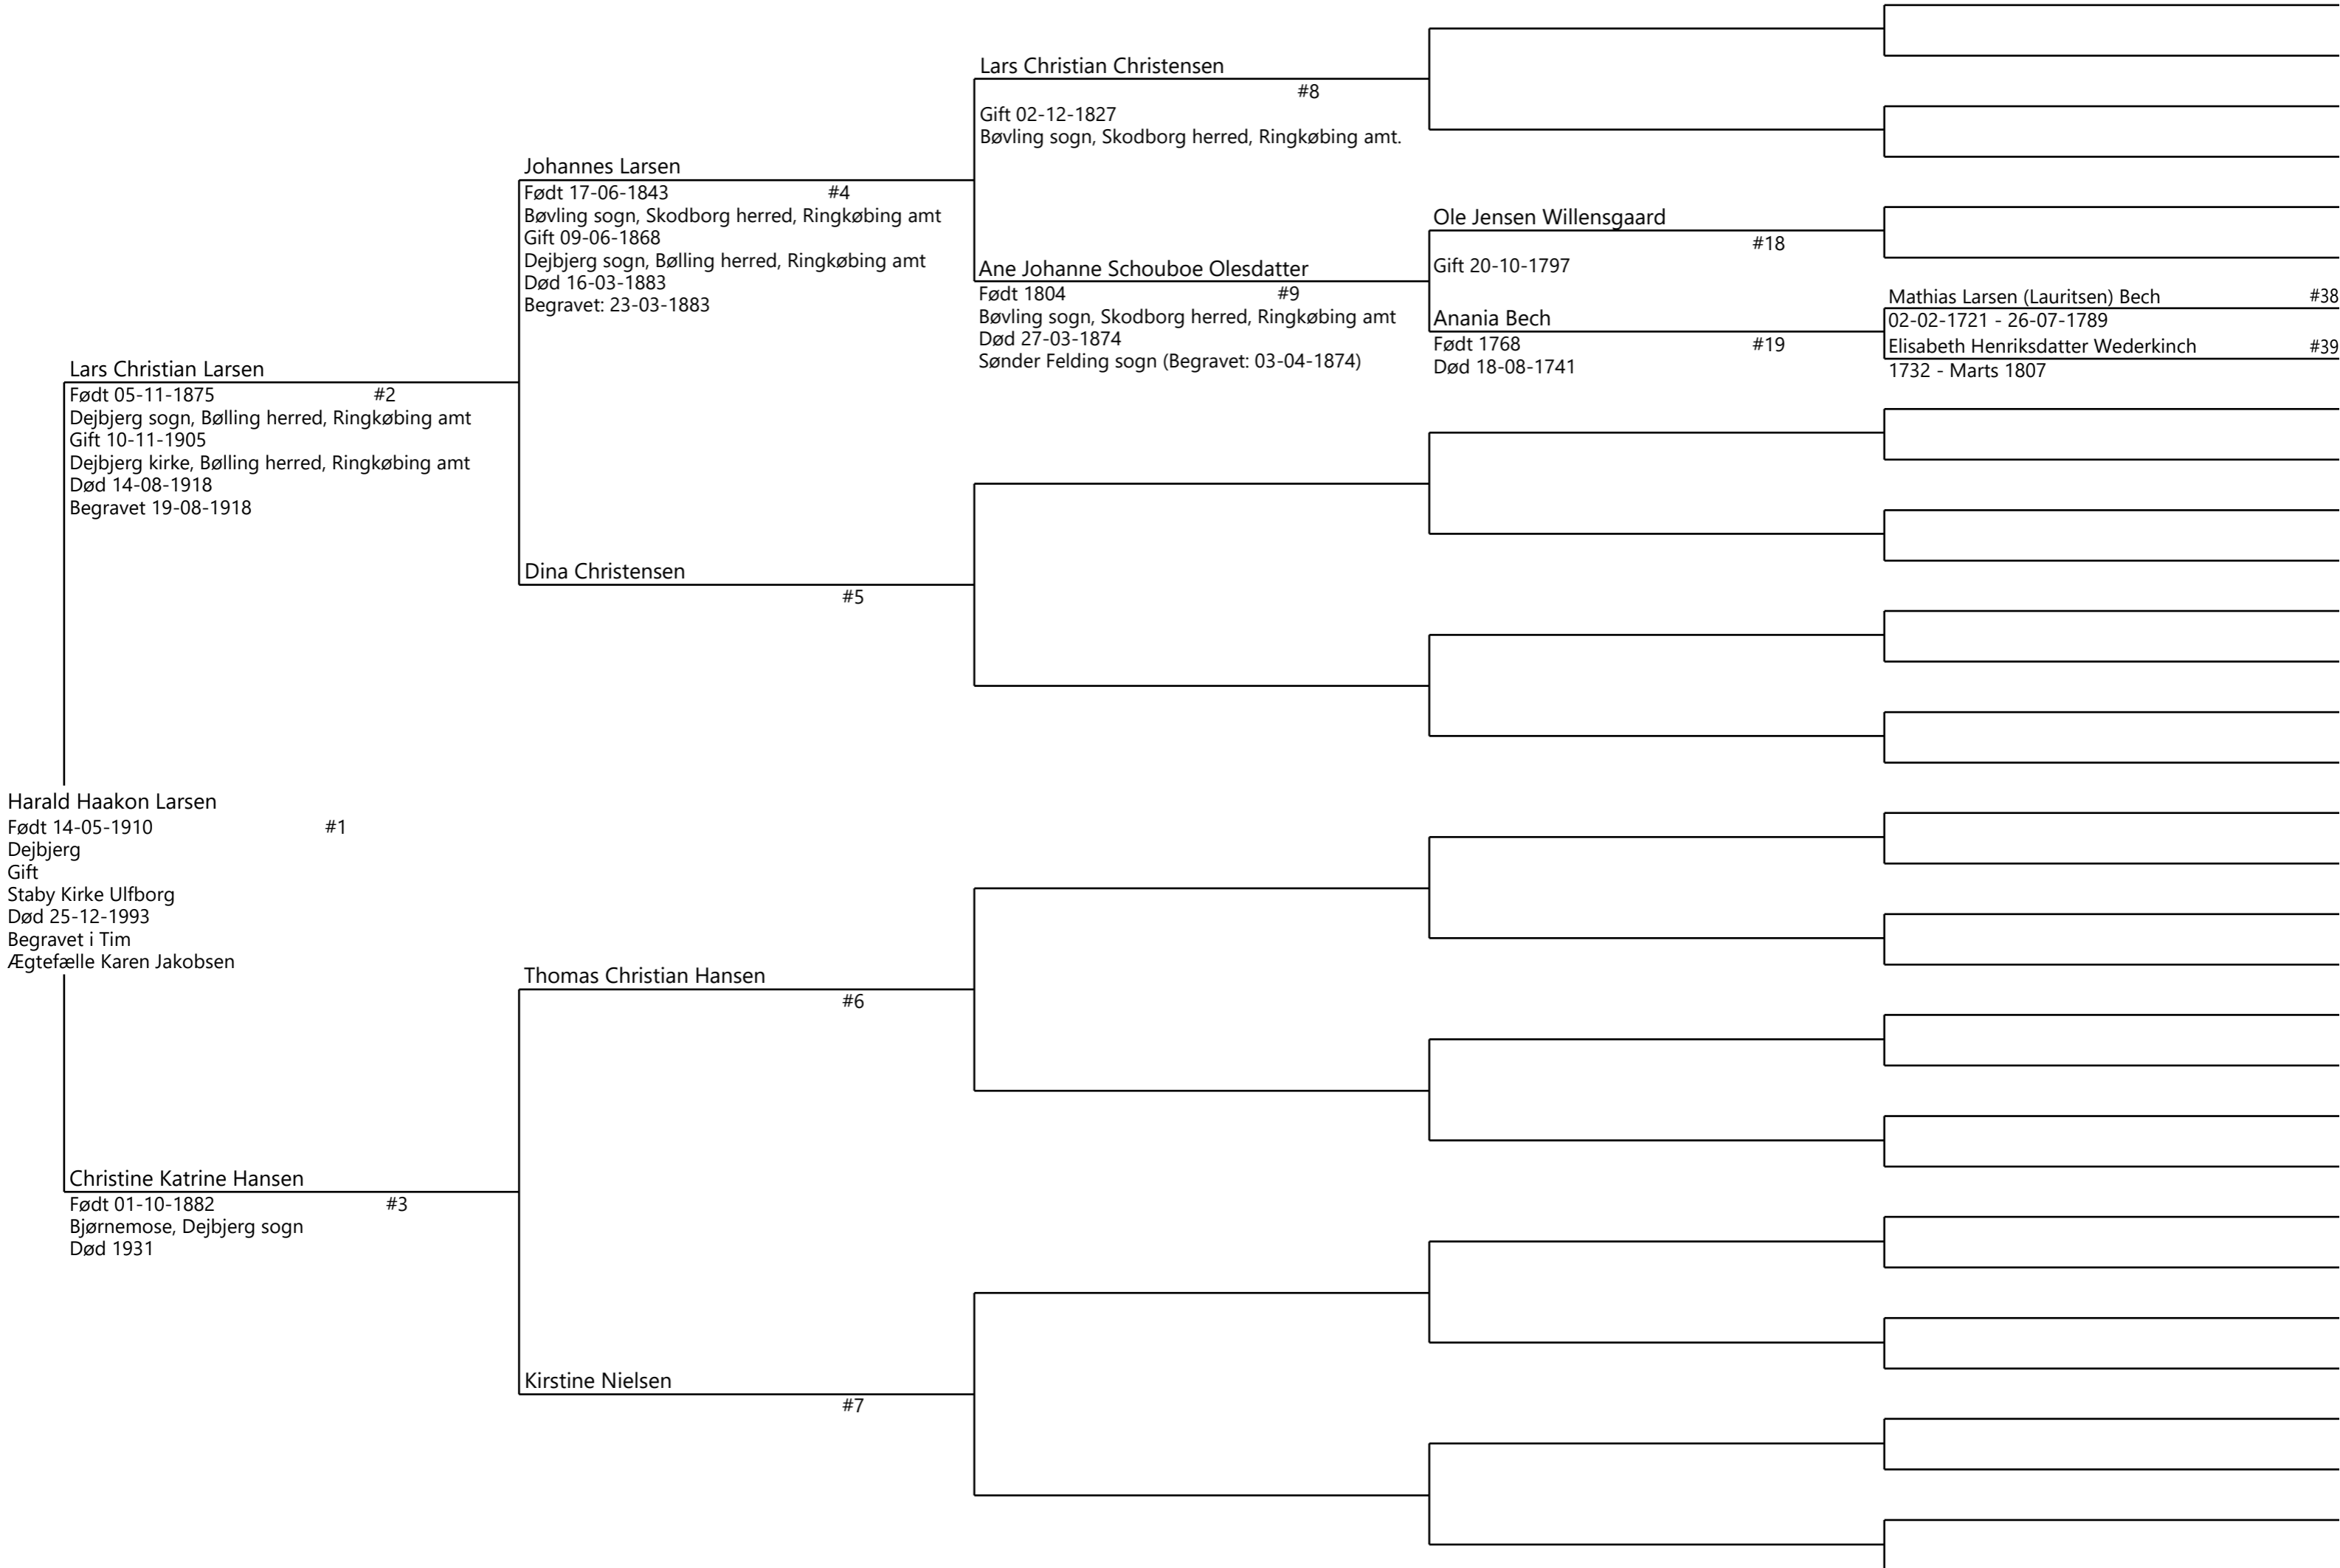 Lars Christian Christensen
#8
Gift 02-12-1827
Bøvling sogn, Skodborg herred, Ringkøbing amt.
Johannes Larsen
Født 17-06-1843 #4
Bøvling sogn, Skodborg herred, Ringkøbing amt
Gift 09-06-1868
Dejbjerg sogn, Bølling herred, Ringkøbing amt
Død 16-03-1883
Begravet: 23-03-1883
Ole Jensen Willensgaard
#18
Gift 20-10-1797
Ane Johanne Schouboe Olesdatter
Født 1804 #9
Bøvling sogn, Skodborg herred, Ringkøbing amt
Død 27-03-1874
Sønder Felding sogn (Begravet: 03-04-1874)
Anania Bech
Født 1768 #19
Død 18-08-1741
Mathias Larsen (Lauritsen) Bech #38
02-02-1721 - 26-07-1789
Elisabeth Henriksdatter Wederkinch #39
1732 - Marts 1807
Lars Christian Larsen
Født 05-11-1875 #2
Dejbjerg sogn, Bølling herred, Ringkøbing amt
Gift 10-11-1905
Dejbjerg kirke, Bølling herred, Ringkøbing amt
Død 14-08-1918
Begravet 19-08-1918
Dina Christensen
#5
Harald Haakon Larsen
Født 14-05-1910 #1
Dejbjerg
Gift
Staby Kirke Ulfborg
Død 25-12-1993
Begravet i Tim
Ægtefælle Karen Jakobsen
Thomas Christian Hansen
#6
Christine Katrine Hansen
Født 01-10-1882 #3
Bjørnemose, Dejbjerg sogn
Død 1931
Kirstine Nielsen
#7